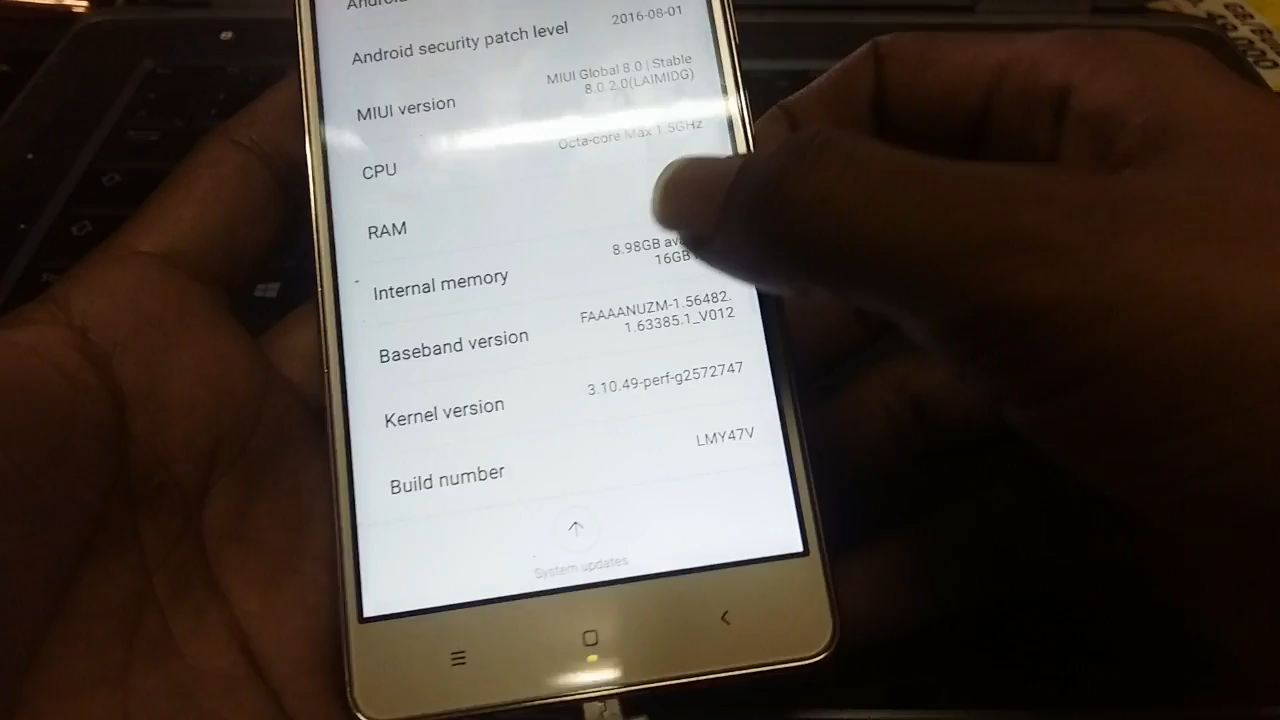 Android
Android security patch level
2016-08-01
MIUI version
MIUI Global 8.0 | Stable
8.0.2.0(LAIMIDG)
CPU
Octa-core Max 1.5GHz
RAM
Internal memory
8.98GB
16GB
Baseband version
FAAAANUZM-1.56482.
1.63385.1_V012
Kernel version
3.10.49-perf-g2572747
Build number
LMY47V
System updates